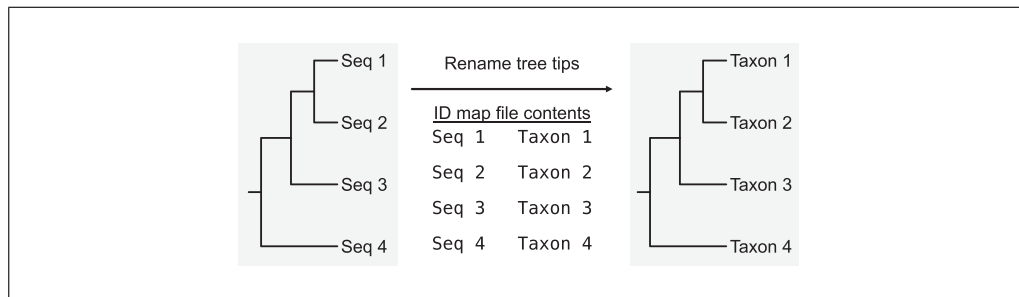 Seq 1
Seq 2
Seq 3
Seq 4
Rename tree tips
ID map file contents
Seq 1 Taxon 1
Seq 2 Taxon 2
Seq 3 Taxon 3
Seq 4 Taxon 4
Taxon 1
Taxon 2
Taxon 3
Taxon 4